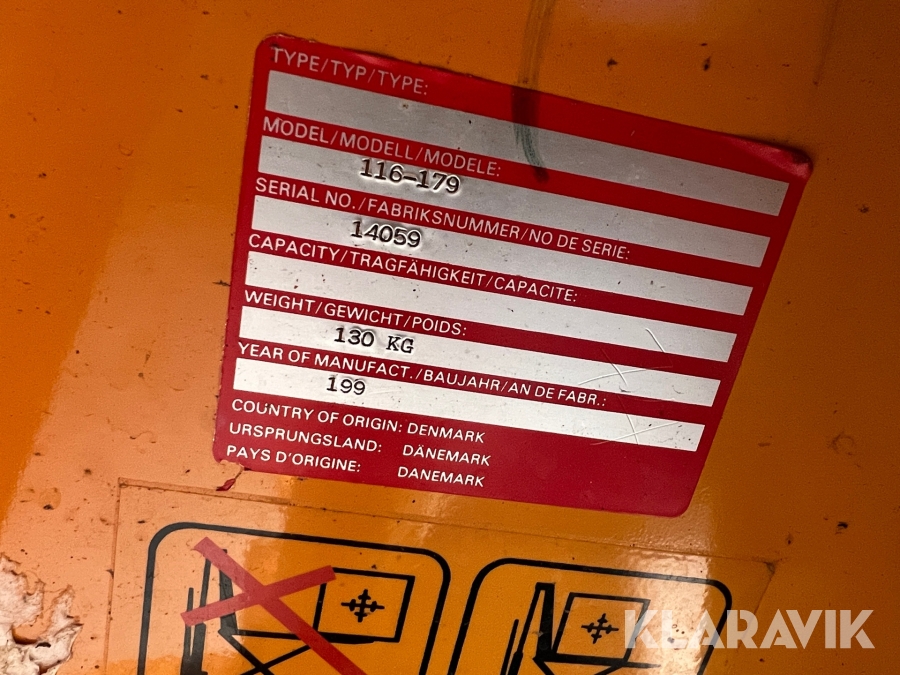 TYPE/TYP/TYPE:
MODEL/MODELL/MODELE:
116-179
SERIAL NO./FABRIKSNUMMER/NO DE SERIE:
14059
CAPACITY/TRAGFÄHIGKEIT/CAPACITE:
WEIGHT/GEWICHT/POIDS:
130 KG
YEAR OF MANUFACT./BAUJAHR/AN DE FABR.:
199
COUNTRY OF ORIGIN: DENMARK
URSPRUNGSLAND: DÄNEMARK
PAYS D'ORIGINE: DANEMARK
KLARAVIK